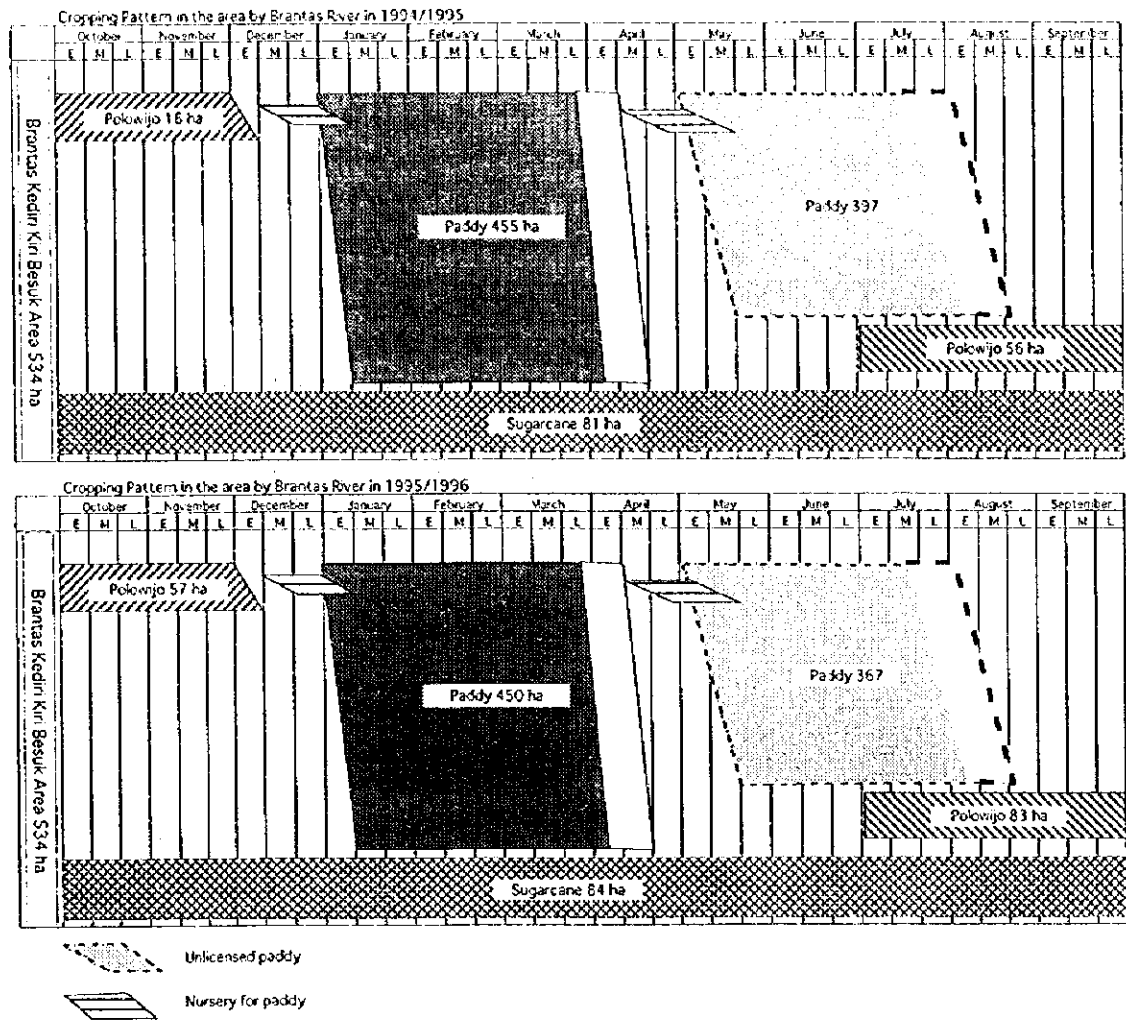 Cropping Pattern in the area by Brantas River in 1994/1995
October November December January February March April May June July August September
E M L E M L E M L E M L E M L E M L E M L E M L E M L E M L E M L E M L
Brantas Kediri Kiri Besuk Area 534 ha
Polowijo 16 ha
Paddy 455 ha
Paddy 397
Polowijo 56 ha
Sugarcane 81 ha
Cropping Pattern in the area by Brantas River in 1995/1996
October November December January February March April May June July August September
E M L E M L E M L E M L E M L E M L E M L E M L E M L E M L E M L E M L
Brantas Kediri Kiri Besuk Area 534 ha
Polowijo 57 ha
Paddy 450 ha
Paddy 367
Polowijo 83 ha
Sugarcane 84 ha
Unlicensed paddy
Nursery for paddy